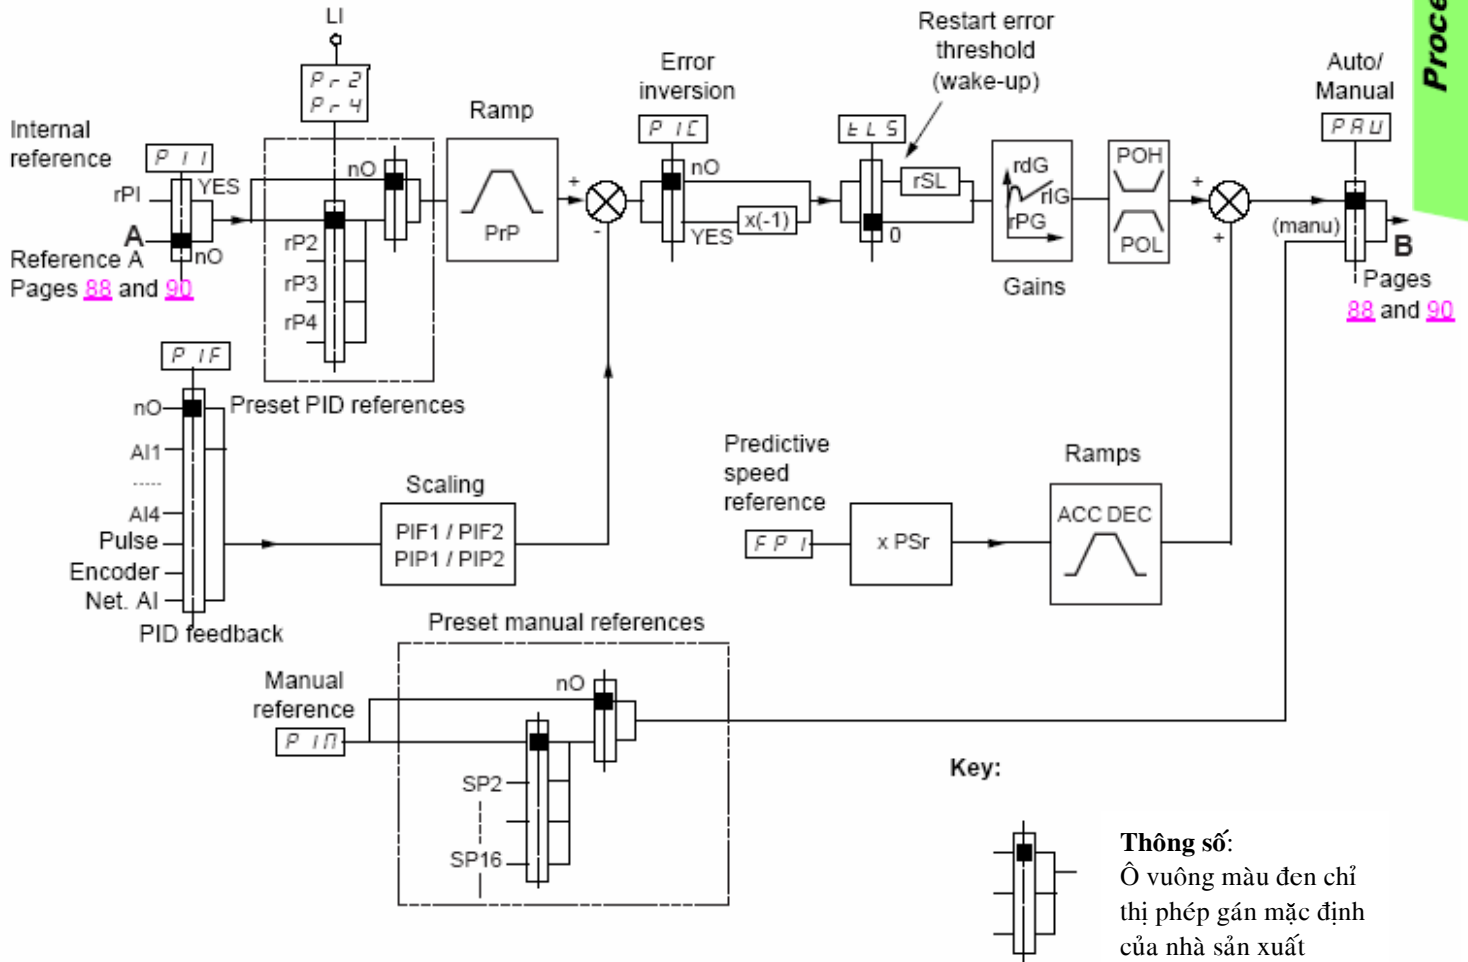 LI
Pr2
Pr4
Internal
reference
PII
rPI
YES
A
nO
Reference A
Pages 88 and 90
nO
rP2
rP3
rP4
Preset PID references
Ramp
PrP
+
-
Error
inversion
PIC
nO
YES
x(-1)
Restart error
threshold
(wake-up)
tLS
rSL
0
rdG
rIG
rPG
Gains
POH
POL
+
+
Auto/
Manual
PAU
(manu)
B
Pages
88 and 90
Proce
PIF
nO
AI1
-----
AI4
Pulse
Encoder
Net. AI
PID feedback
Scaling
PIF1 / PIF2
PIP1 / PIP2
Predictive
speed
reference
FPI
x PSr
Ramps
ACC DEC
Preset manual references
Manual
reference
PIM
nO
SP2
SP16
Key:
Thông số:
Ô vuông màu đen chỉ
thị phép gán mặc định
của nhà sản xuất